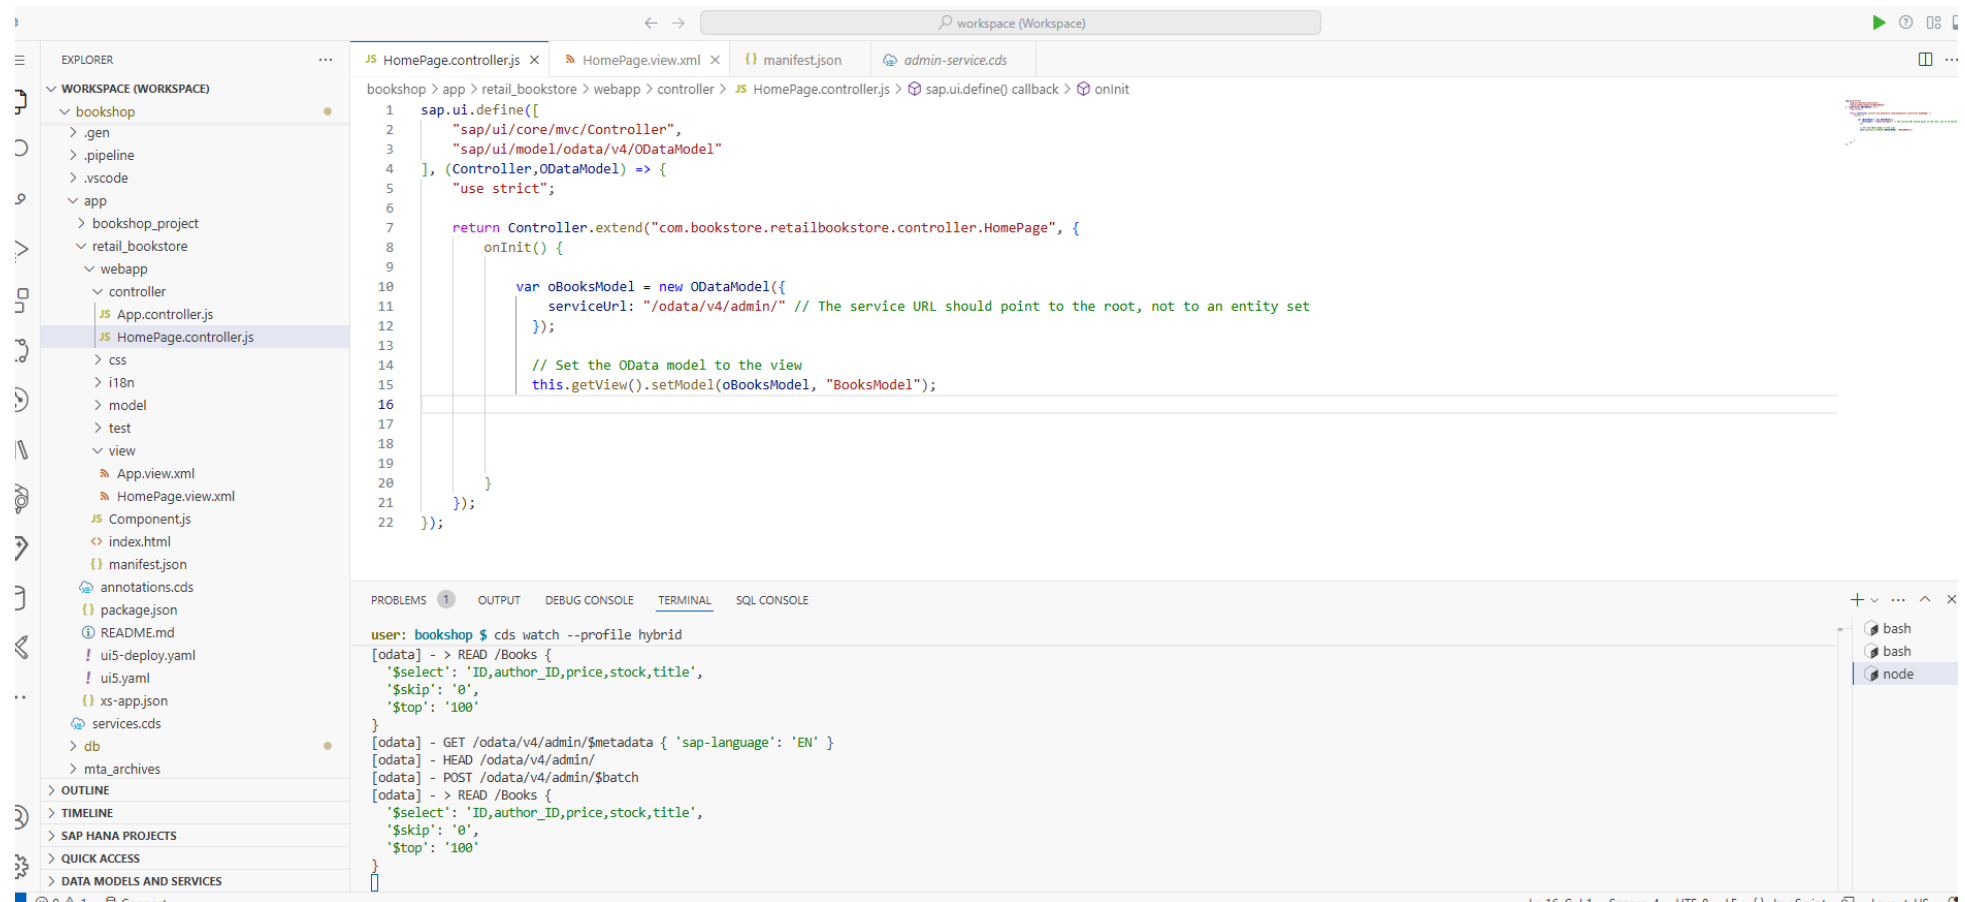 workspace (Workspace)
EXPLORER
WORKSPACE (WORKSPACE)
bookshop
.gen
.pipeline
.vscode
app
bookshop_project
retail_bookstore
webapp
controller
JS App.controller.js
JS HomePage.controller.js
css
i18n
model
test
view
App.view.xml
HomePage.view.xml
JS Component.js
<> index.html
{} manifest.json
annotations.cds
{} package.json
README.md
! ui5-deploy.yaml
! ui5.yaml
{} xs-app.json
services.cds
db
mta_archives
OUTLINE
TIMELINE
SAP HANA PROJECTS
QUICK ACCESS
DATA MODELS AND SERVICES
JS HomePage.controller.js HomePage.view.xml {} manifest.json admin-service.cds
bookshop > app > retail_bookstore > webapp > controller > JS HomePage.controller.js > sap.ui.define() callback > onInit
1 sap.ui.define([
2 "sap/ui/core/mvc/Controller",
3 "sap/ui/model/odata/v4/ODataModel"
4 ], (Controller,ODataModel) => {
5 "use strict";
6
7 return Controller.extend("com.bookstore.retailbookstore.controller.HomePage", {
8 onInit() {
9
10 var oBooksModel = new ODataModel({
11 serviceUrl: "/odata/v4/admin/" // The service URL should point to the root, not to an entity set
12 });
13
14 // Set the OData model to the view
15 this.getView().setModel(oBooksModel, "BooksModel");
16
17
18
19
20 }
21 });
22 });
PROBLEMS 1 OUTPUT DEBUG CONSOLE TERMINAL SQL CONSOLE
user: bookshop $ cds watch --profile hybrid
[odata] - > READ /Books {
'$select': 'ID,author_ID,price,stock,title',
'$skip': '0',
'$top': '100'
}
[odata] - GET /odata/v4/admin/$metadata { 'sap-language': 'EN' }
[odata] - HEAD /odata/v4/admin/
[odata] - POST /odata/v4/admin/$batch
[odata] - > READ /Books {
'$select': 'ID,author_ID,price,stock,title',
'$skip': '0',
'$top': '100'
}
bash
bash
node